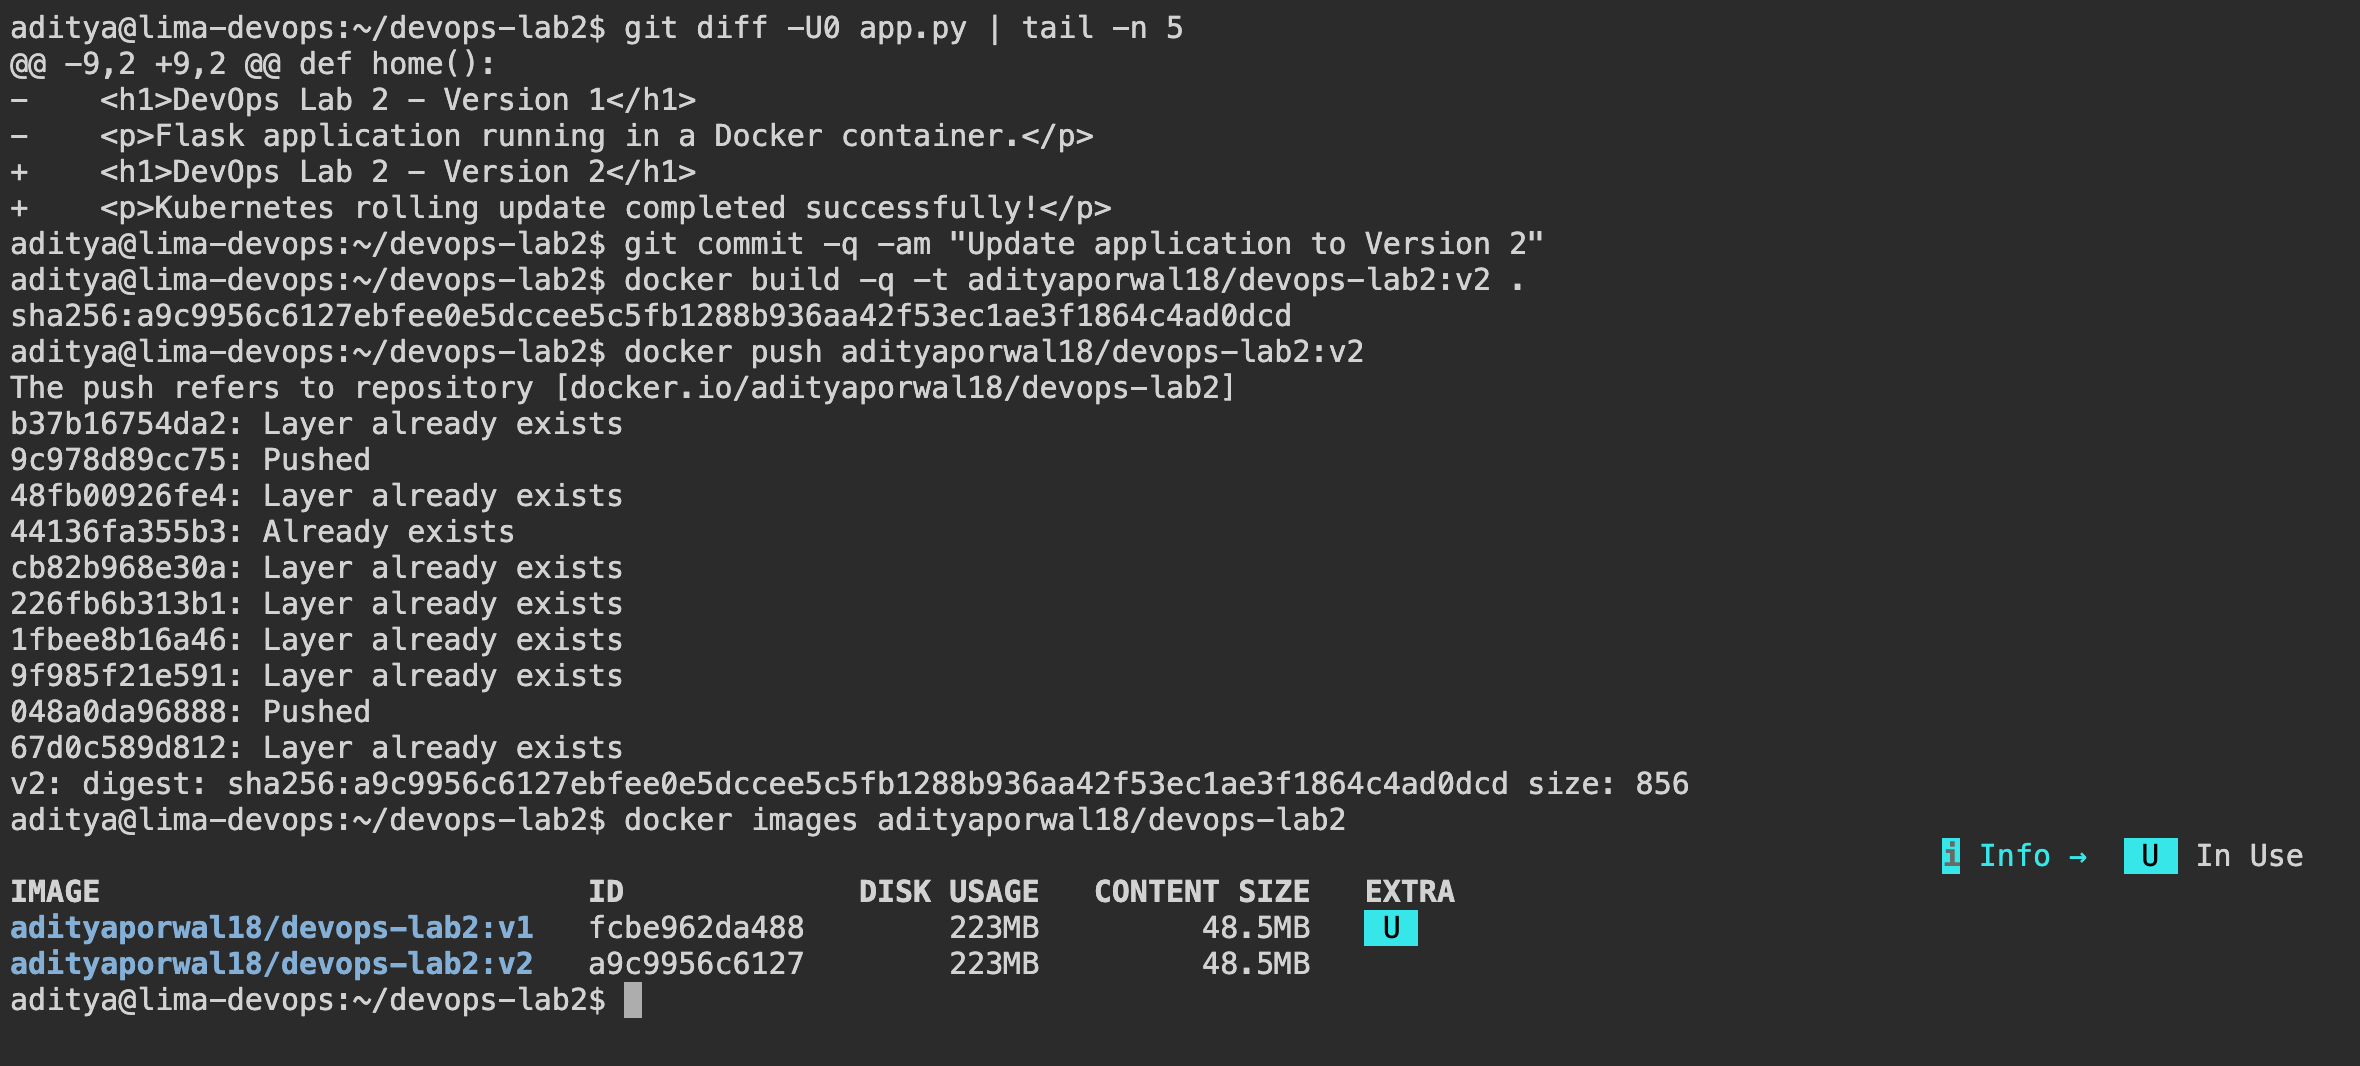 aditya@lima-devops:~/devops-lab2$ git diff -U0 app.py | tail -n 5
@@ -9,2 +9,2 @@ def home():
-    <h1>DevOps Lab 2 - Version 1</h1>
-    <p>Flask application running in a Docker container.</p>
+    <h1>DevOps Lab 2 - Version 2</h1>
+    <p>Kubernetes rolling update completed successfully!</p>
aditya@lima-devops:~/devops-lab2$ git commit -q -am "Update application to Version 2"
aditya@lima-devops:~/devops-lab2$ docker build -q -t adityaporwal18/devops-lab2:v2 .
sha256:a9c9956c6127ebfee0e5dccee5c5fb1288b936aa42f53ec1ae3f1864c4ad0dcd
aditya@lima-devops:~/devops-lab2$ docker push adityaporwal18/devops-lab2:v2
The push refers to repository [docker.io/adityaporwal18/devops-lab2]
b37b16754da2: Layer already exists
9c978d89cc75: Pushed
48fb00926fe4: Layer already exists
44136fa355b3: Already exists
cb82b968e30a: Layer already exists
226fb6b313b1: Layer already exists
1fbee8b16a46: Layer already exists
9f985f21e591: Layer already exists
048a0da96888: Pushed
67d0c589d812: Layer already exists
v2: digest: sha256:a9c9956c6127ebfee0e5dccee5c5fb1288b936aa42f53ec1ae3f1864c4ad0dcd size: 856
aditya@lima-devops:~/devops-lab2$ docker images adityaporwal18/devops-lab2
i Info →   U  In Use
IMAGE                           ID             DISK USAGE   CONTENT SIZE   EXTRA
adityaporwal18/devops-lab2:v1   fcbe962da488        223MB         48.5MB    U
adityaporwal18/devops-lab2:v2   a9c9956c6127        223MB         48.5MB
aditya@lima-devops:~/devops-lab2$